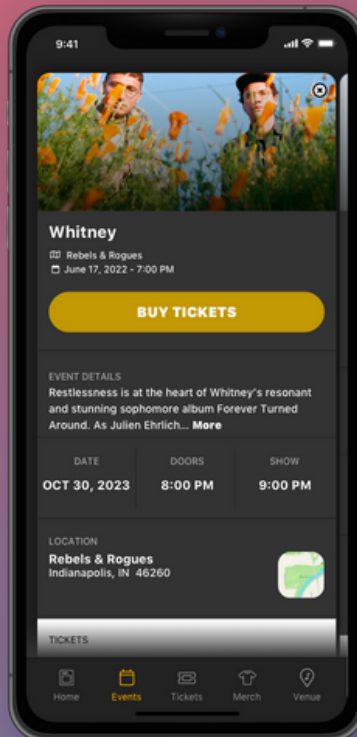 9:41
Whitney
Rebels & Rogues
June 17, 2022 - 7:00 PM
BUY TICKETS
EVENT DETAILS
Restlessness is at the heart of Whitney's resonant
and stunning sophomore album Forever Turned
Around. As Julien Ehrlich... More
DATE DOORS SHOW
OCT 30, 2023 8:00 PM 9:00 PM
LOCATION
Rebels & Rogues
Indianapolis, IN 46260
TICKETS
Home Events Tickets Merch Venue